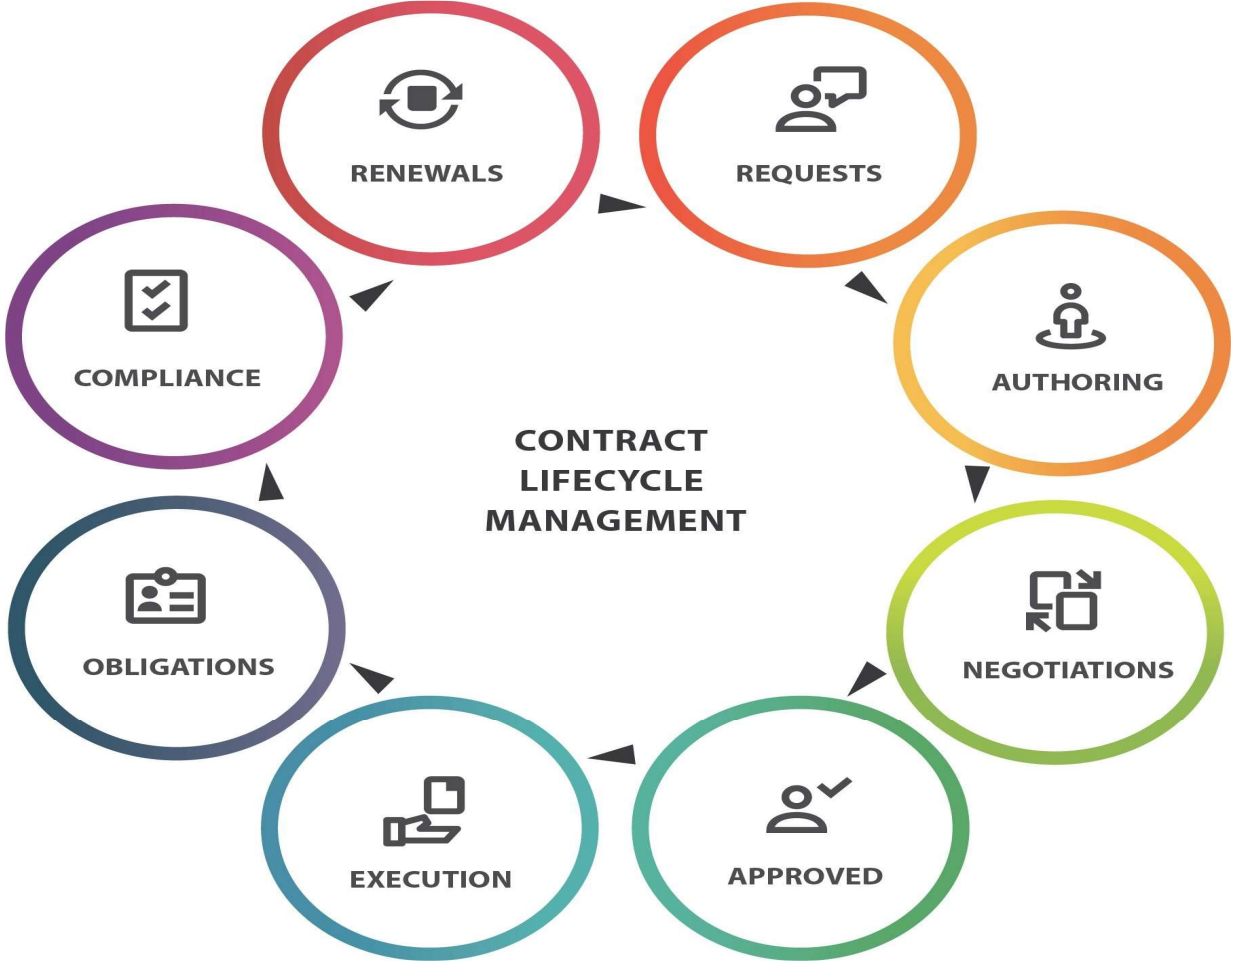 RENEWALS
REQUESTS
COMPLIANCE
AUTHORING
CONTRACT
LIFECYCLE
MANAGEMENT
OBLIGATIONS
NEGOTIATIONS
EXECUTION
APPROVED